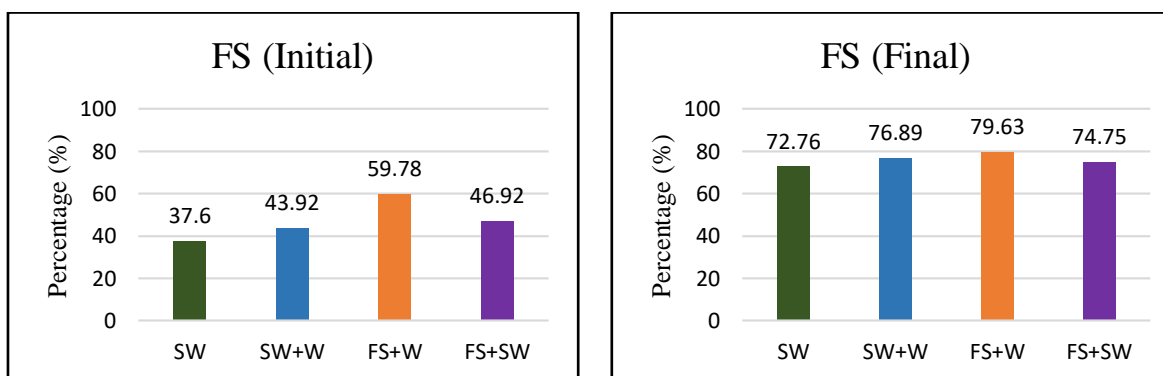 FS (Initial)
Percentage (%)
100
80
60
40
20
0
37.6
43.92
59.78
46.92
SW
SW+W
FS+W
FS+SW
FS (Final)
Percentage (%)
100
80
60
40
20
0
72.76
76.89
79.63
74.75
SW
SW+W
FS+W
FS+SW